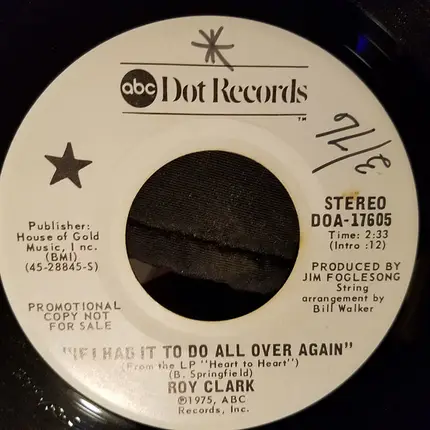 abc Dot Records
TM
3/76
STEREO
DOA-17605
Time: 2:33
(Intro :12)
Publisher:
House of Gold
Music, Inc.
(BMI)
(45-28845-S)
PRODUCED BY
JIM FOGLESONG
String
arrangement by
Bill Walker
PROMOTIONAL
COPY NOT
FOR SALE
"IF I HAD IT TO DO ALL OVER AGAIN"
(From the LP "Heart to Heart")
(B. Springfield)
ROY CLARK
Ⓟ1975, ABC
Records, Inc.